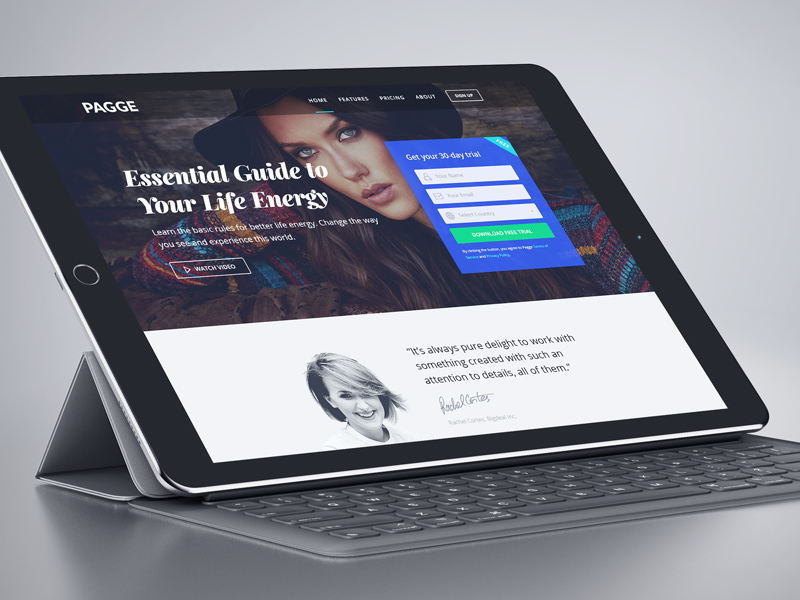 PAGGE
HOME FEATURES PRICING ABOUT SIGN UP
Essential Guide to
Your Life Energy
Learn the basic rules for better life energy. Change the way
you see and experience this world.
WATCH VIDEO
FREE
Get your 30-day trial
Your Name
Your Email
Select Country
DOWNLOAD FREE TRIAL
By clicking the button, you agree to Pagge Terms of
Service and Privacy Policy.
"It's always pure delight to work with
something created with such an
attention to details, all of them."
Rachel Cortes
Rachel Cortes, Bigdeal Inc.